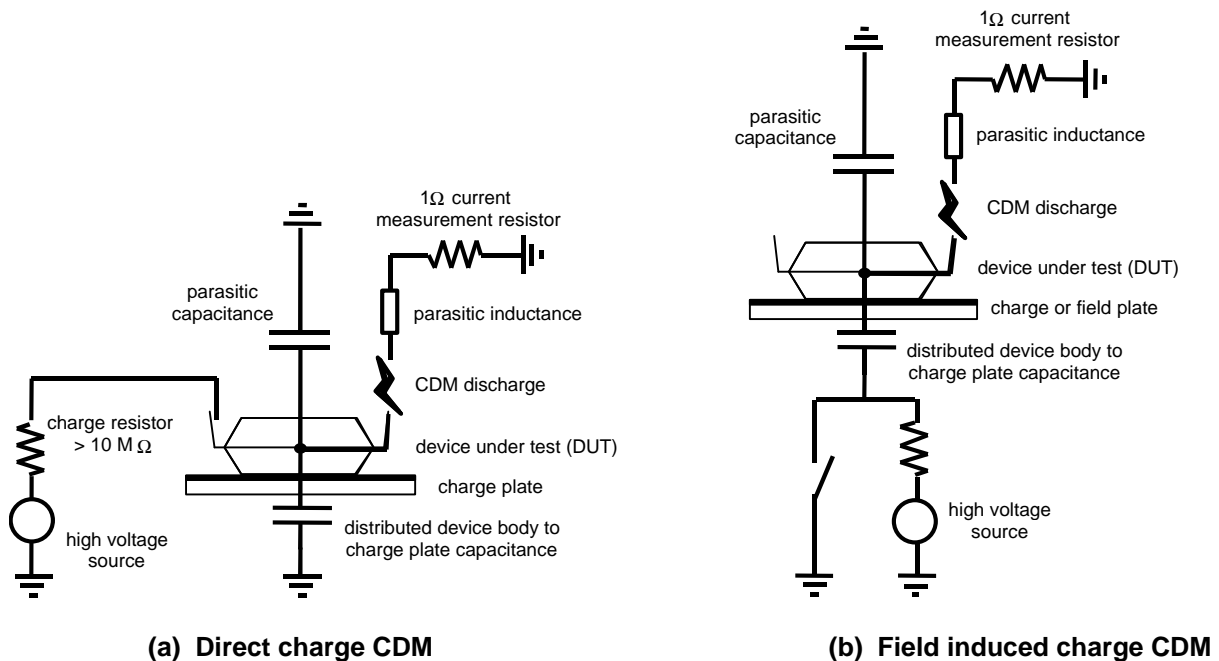 1Ω current
measurement resistor
parasitic
capacitance
parasitic inductance
CDM discharge
charge resistor
> 10 M Ω
device under test (DUT)
charge plate
high voltage
source
distributed device body to
charge plate capacitance
(a) Direct charge CDM
1Ω current
measurement resistor
parasitic
capacitance
parasitic inductance
CDM discharge
device under test (DUT)
charge or field plate
distributed device body to
charge plate capacitance
high voltage
source
(b) Field induced charge CDM